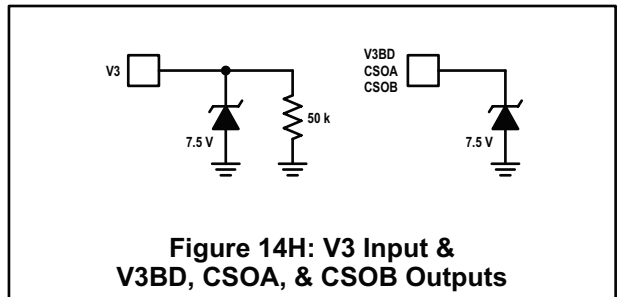 V3
7.5 V
50 k
V3BD
CSOA
CSOB
7.5 V
Figure 14H: V3 Input &
V3BD, CSOA, & CSOB Outputs